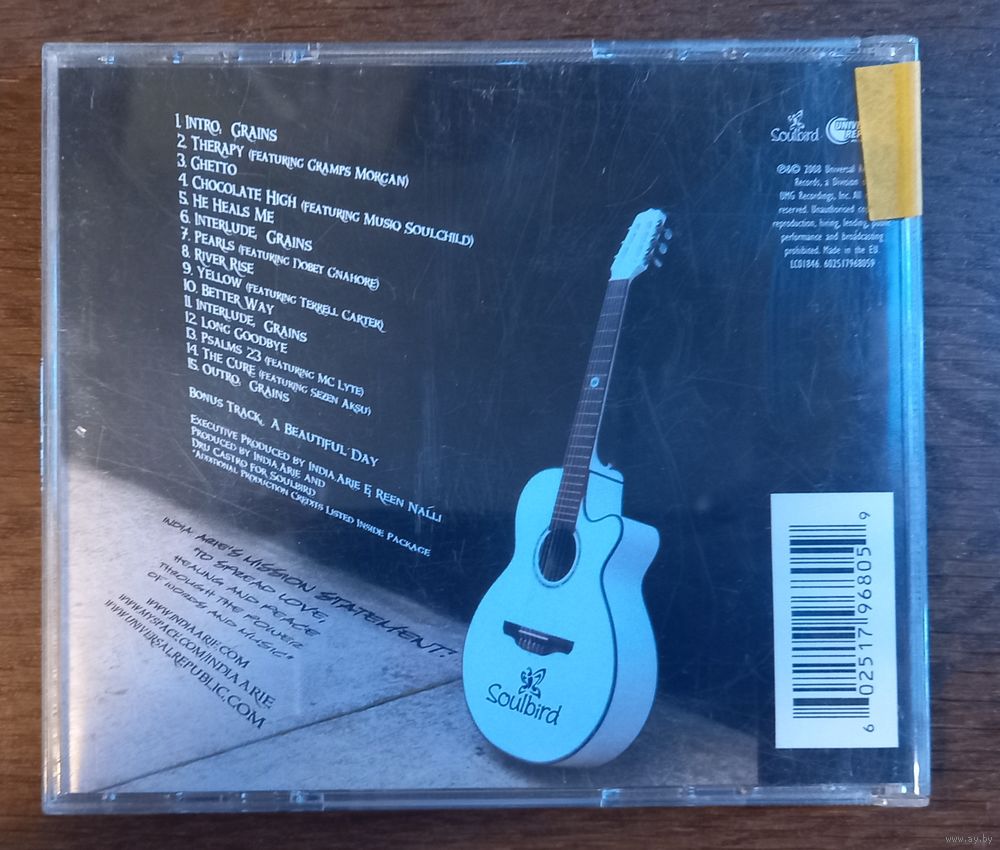 1. Intro: Grains
2. Therapy (featuring Gramps Morgan)
3. Ghetto
4. Chocolate High (featuring Musiq Soulchild)
5. He Heals Me
6. Interlude: Grains
7. Pearls (featuring Dobet Gnahore)
8. River Rise
9. Yellow (featuring Terrell Carter)
10. Better Way
11. Interlude: Grains
12. Long Goodbye
13. Psalms 23 (featuring MC Lyte)
14. The Cure (featuring Sezen Aksu)
15. Outro: Grains
Bonus Track: A Beautiful Day
Executive Produced by India.Arie & Reen Nalli
Produced by India.Arie and
Dru Castro for Soulbird
*Additional Production Credits Listed Inside Package
INDIA.ARIE'S MISSION STATEMENT:
"TO SPREAD LOVE,
HEALING AND PEACE
THROUGH THE POWER
OF WORDS AND MUSIC"
WWW.INDIAARIE.COM
WWW.MYSPACE.COM/INDIAARIE
WWW.UNIVERSALREPUBLIC.COM
Soulbird
Soulbird
℗&© 2008 Universal
Records, a Division
UMG Recordings, Inc. All
reserved. Unauthorised
reproduction, hiring, lending, public
performance and broadcasting
prohibited. Made in the EU.
LC01846. 602517968059
6 02517 96805 9
www.ay.by